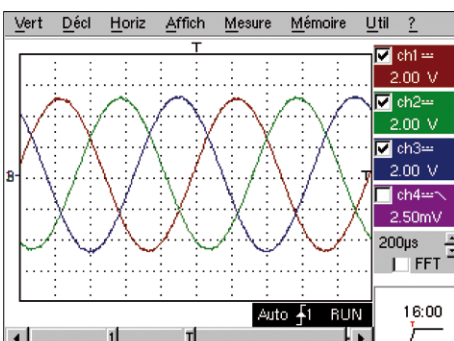 Vert Décl Horiz Affich Mesure Mémoire Util ?
T
ch1
2.00 V
ch2
2.00 V
ch3
2.00 V
B
T
ch4
2.50mV
200µs
FFT
Auto 1 RUN
16:00
T
1 T